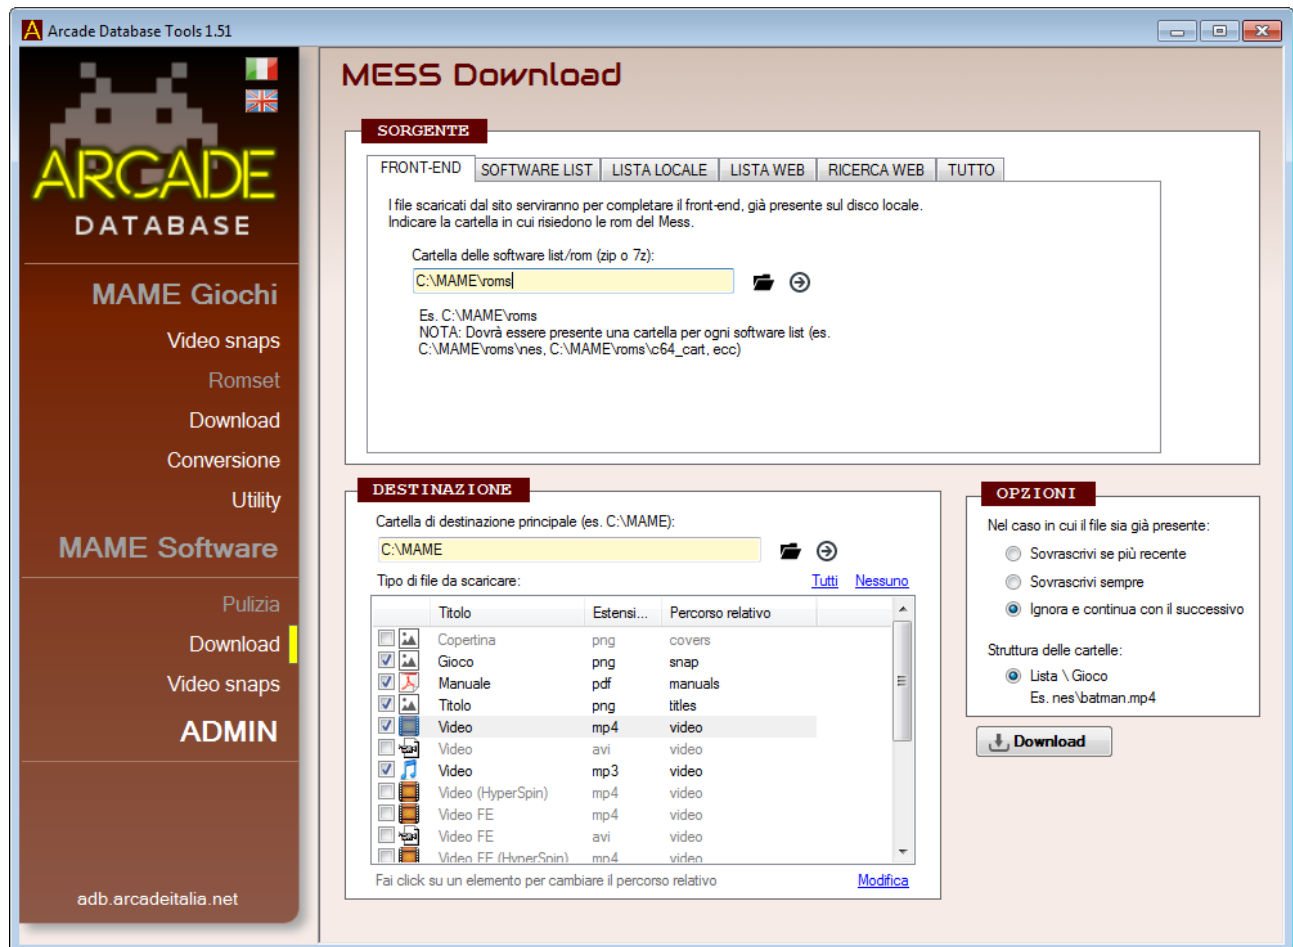 Arcade Database Tools 1.51
ARCADE
DATABASE
MAME Giochi
Video snaps
Romset
Download
Conversione
Utility
MAME Software
Pulizia
Download
Video snaps
ADMIN
adb.arcadeitalia.net
MESS Download
SORGENTE
FRONT-END SOFTWARE LIST LISTA LOCALE LISTA WEB RICERCA WEB TUTTO
I file scaricati dal sito serviranno per completare il front-end, già presente sul disco locale.
Indicare la cartella in cui risiedono le rom del Mess.
Cartella delle software list/rom (zip o 7z):
C:\MAME\roms
Es. C:\MAME\roms
NOTA: Dovrà essere presente una cartella per ogni software list (es.
C:\MAME\roms\nes, C:\MAME\roms\c64_cart, ecc)
DESTINAZIONE
Cartella di destinazione principale (es. C:\MAME):
C:\MAME
Tipo di file da scaricare: Tutti Nessuno
Titolo Estensi... Percorso relativo
Copertina png covers
Gioco png snap
Manuale pdf manuals
Titolo png titles
Video mp4 video
Video avi video
Video mp3 video
Video (HyperSpin) mp4 video
Video FE mp4 video
Video FE avi video
Video FE (HyperSpin) mp4 video
Fai click su un elemento per cambiare il percorso relativo Modifica
OPZIONI
Nel caso in cui il file sia già presente:
Sovrascrivi se più recente
Sovrascrivi sempre
Ignora e continua con il successivo
Struttura delle cartelle:
Lista \ Gioco
Es. nes\batman.mp4
Download